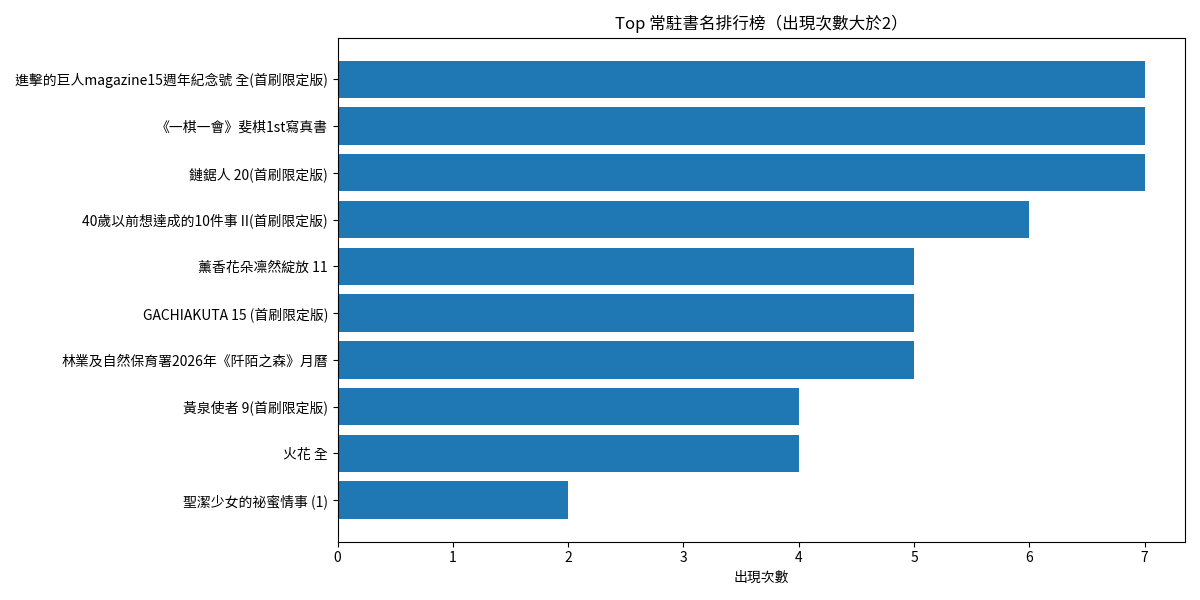 Top 常駐書名排行榜（出現次數大於2）
進擊的巨人magazine15週年紀念號 全(首刷限定版)
《一棋一會》斐棋1st寫真書
鏈鋸人 20(首刷限定版)
40歲以前想達成的10件事 II(首刷限定版)
薰香花朵凛然綻放 11
GACHIAKUTA 15 (首刷限定版)
林業及自然保育署2026年《阡陌之森》月曆
黃泉使者 9(首刷限定版)
火花 全
聖潔少女的祕蜜情事 (1)
0 1 2 3 4 5 6 7
出現次數